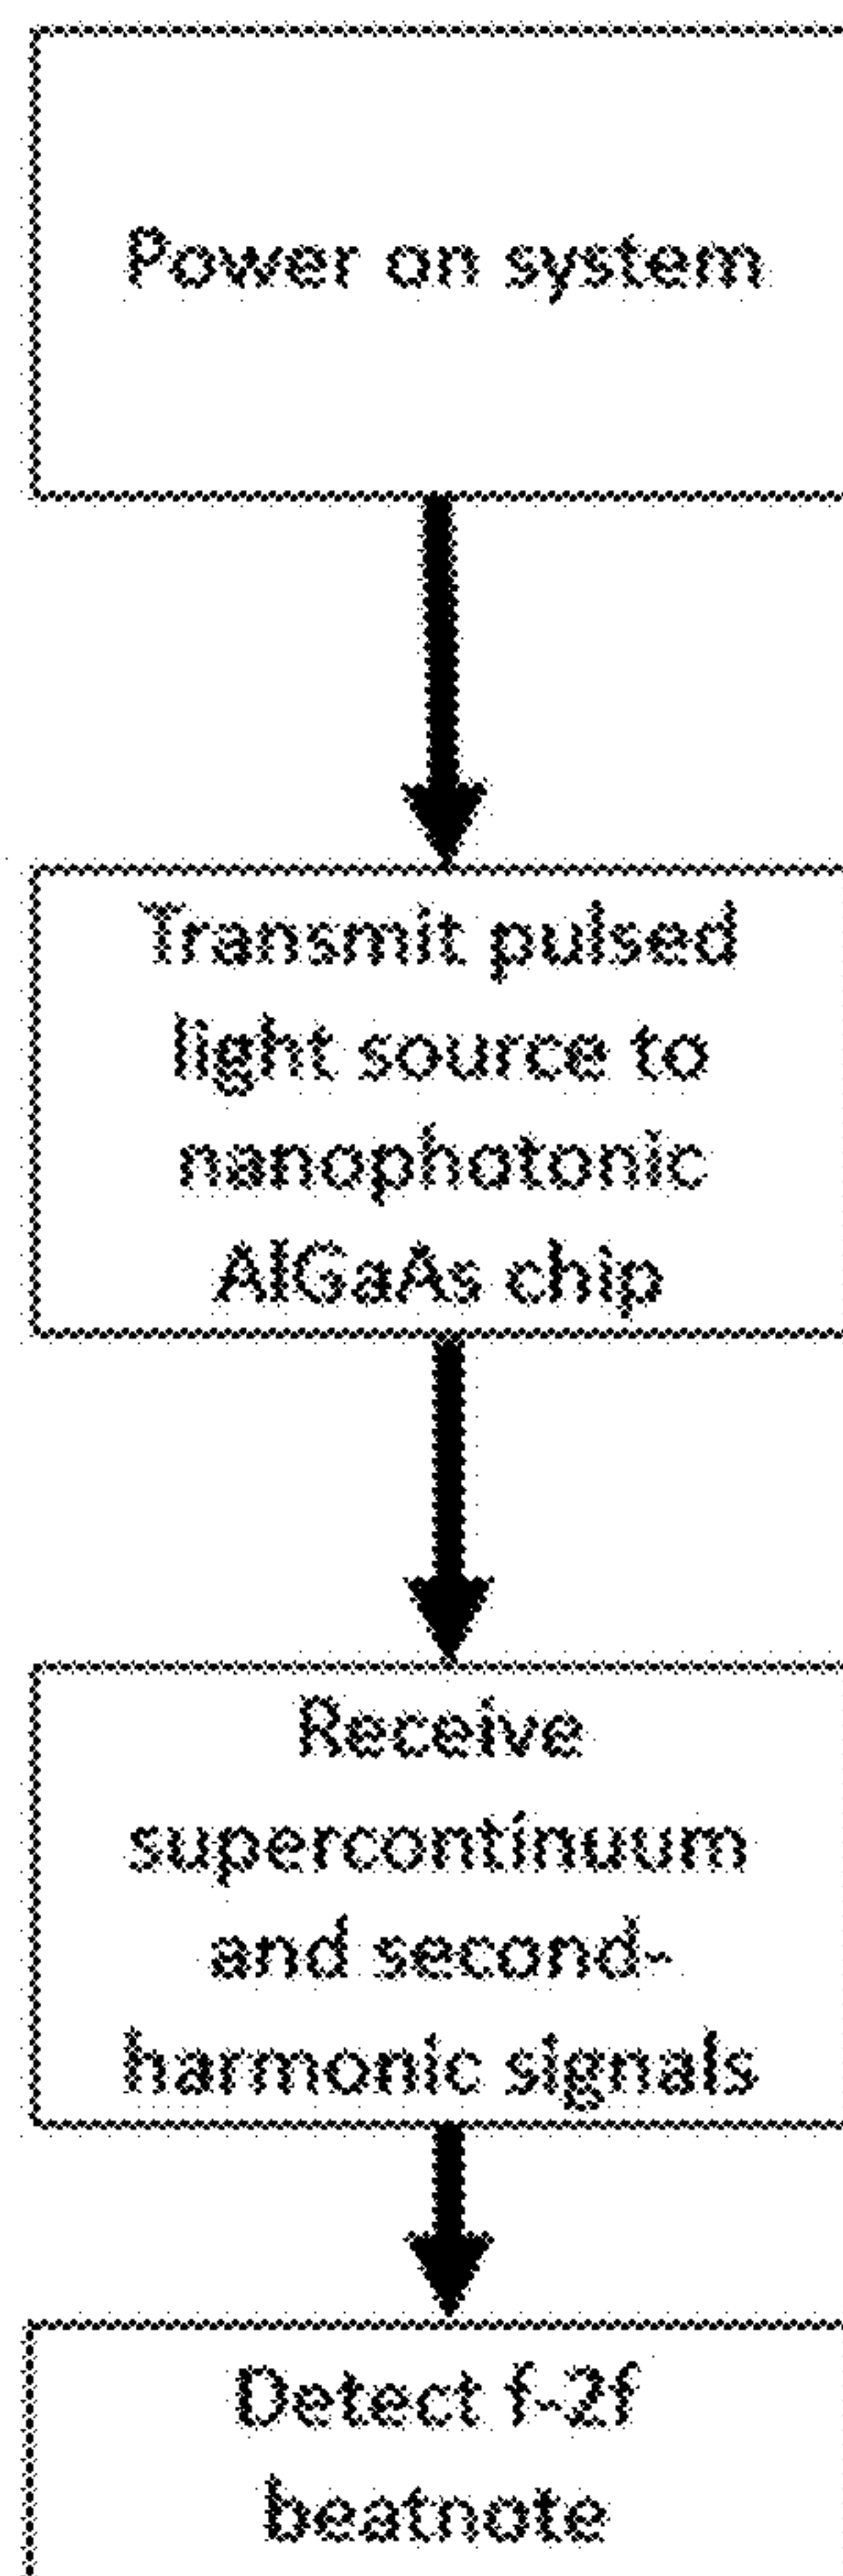 Power on system
Transmit pulsed
light source to
nanophotonic
AlGaAs chip
Receive
supercontinuum
and second-
harmonic signals
Detect f-2f
beatnote